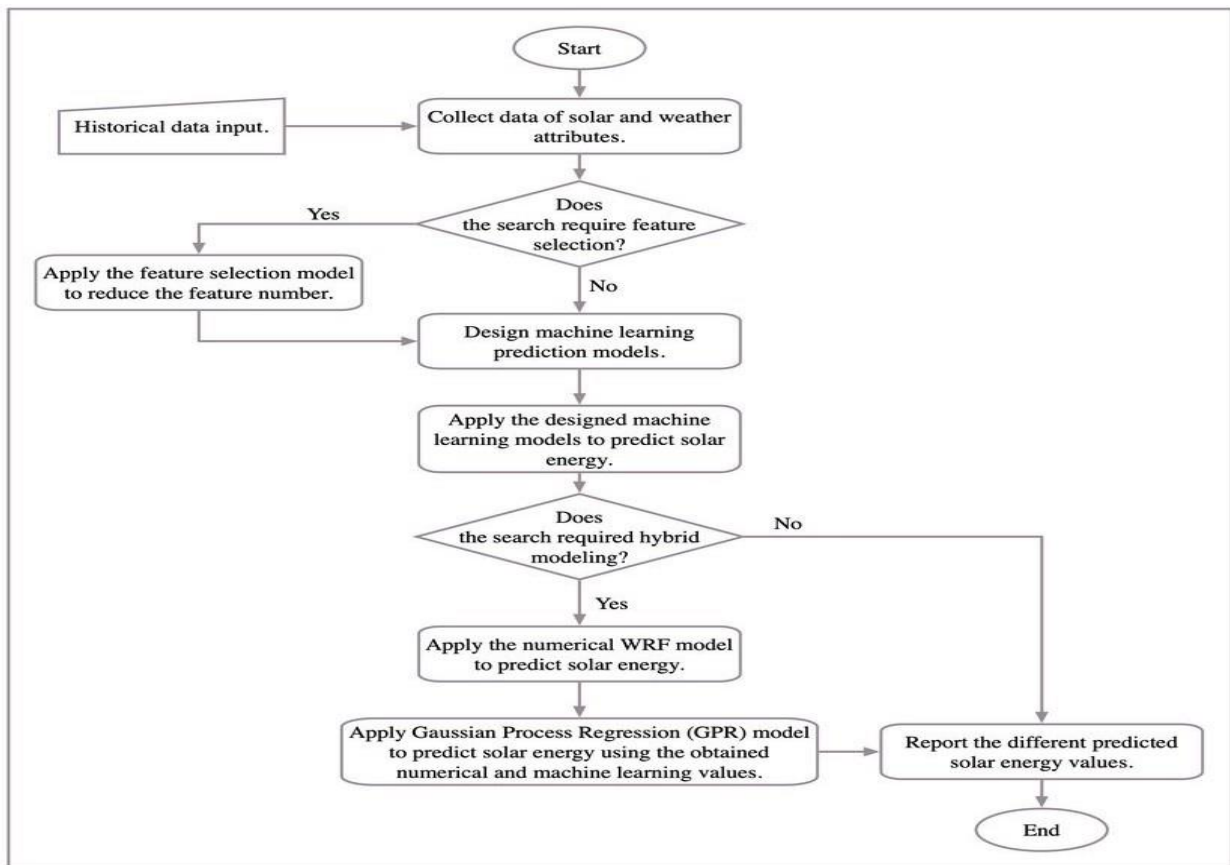 Start
Historical data input.
Collect data of solar and weather
attributes.
Does
the search require feature
selection?
Yes
Apply the feature selection model
to reduce the feature number.
No
Design machine learning
prediction models.
Apply the designed machine
learning models to predict solar
energy.
Does
the search required hybrid
modeling?
No
Yes
Apply the numerical WRF model
to predict solar energy.
Apply Gaussian Process Regression (GPR) model
to predict solar energy using the obtained
numerical and machine learning values.
Report the different predicted
solar energy values.
End